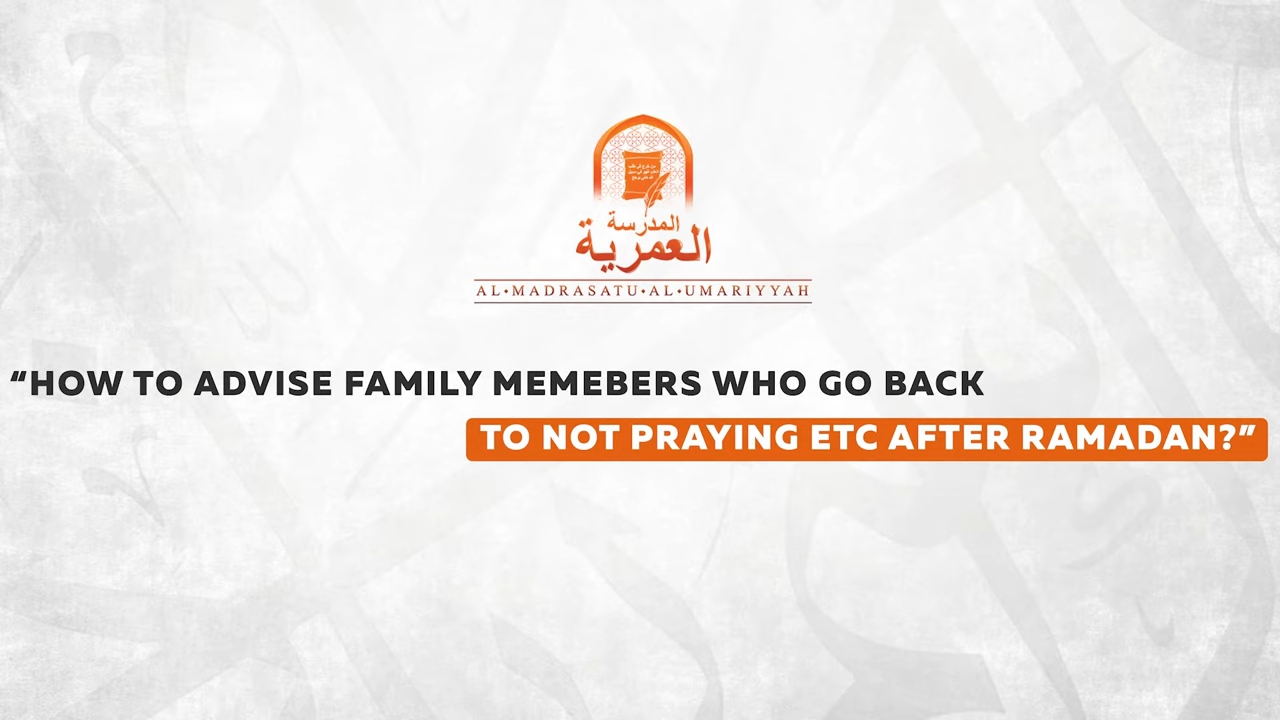 المدرسة
العمرية
AL•MADRASATU•AL•UMARIYYAH
“HOW TO ADVISE FAMILY MEMEBERS WHO GO BACK
TO NOT PRAYING ETC AFTER RAMADAN?”